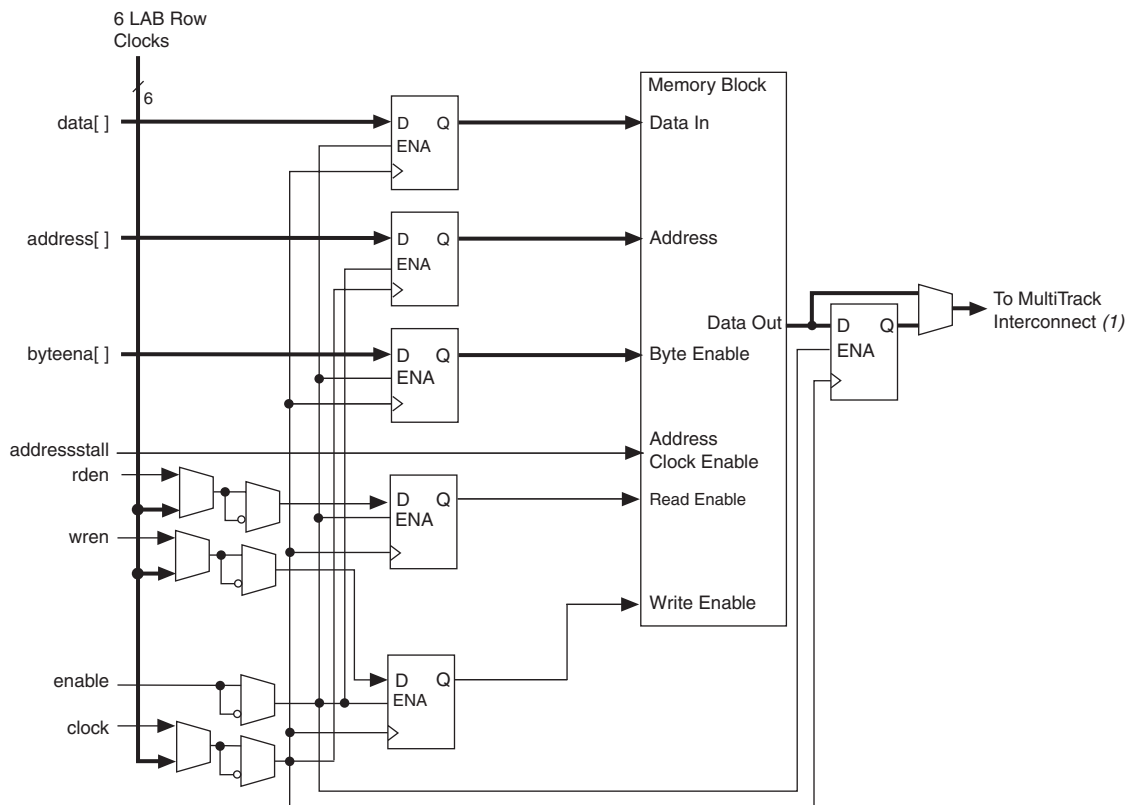 6 LAB Row
Clocks
6
data[ ]
D Q
ENA
Memory Block
Data In
address[ ]
D Q
ENA
Address
Data Out
D Q
ENA
To MultiTrack
Interconnect (1)
byteena[ ]
D Q
ENA
Byte Enable
addressstall
Address
Clock Enable
rden
D Q
ENA
Read Enable
wren
Write Enable
enable
D Q
ENA
clock